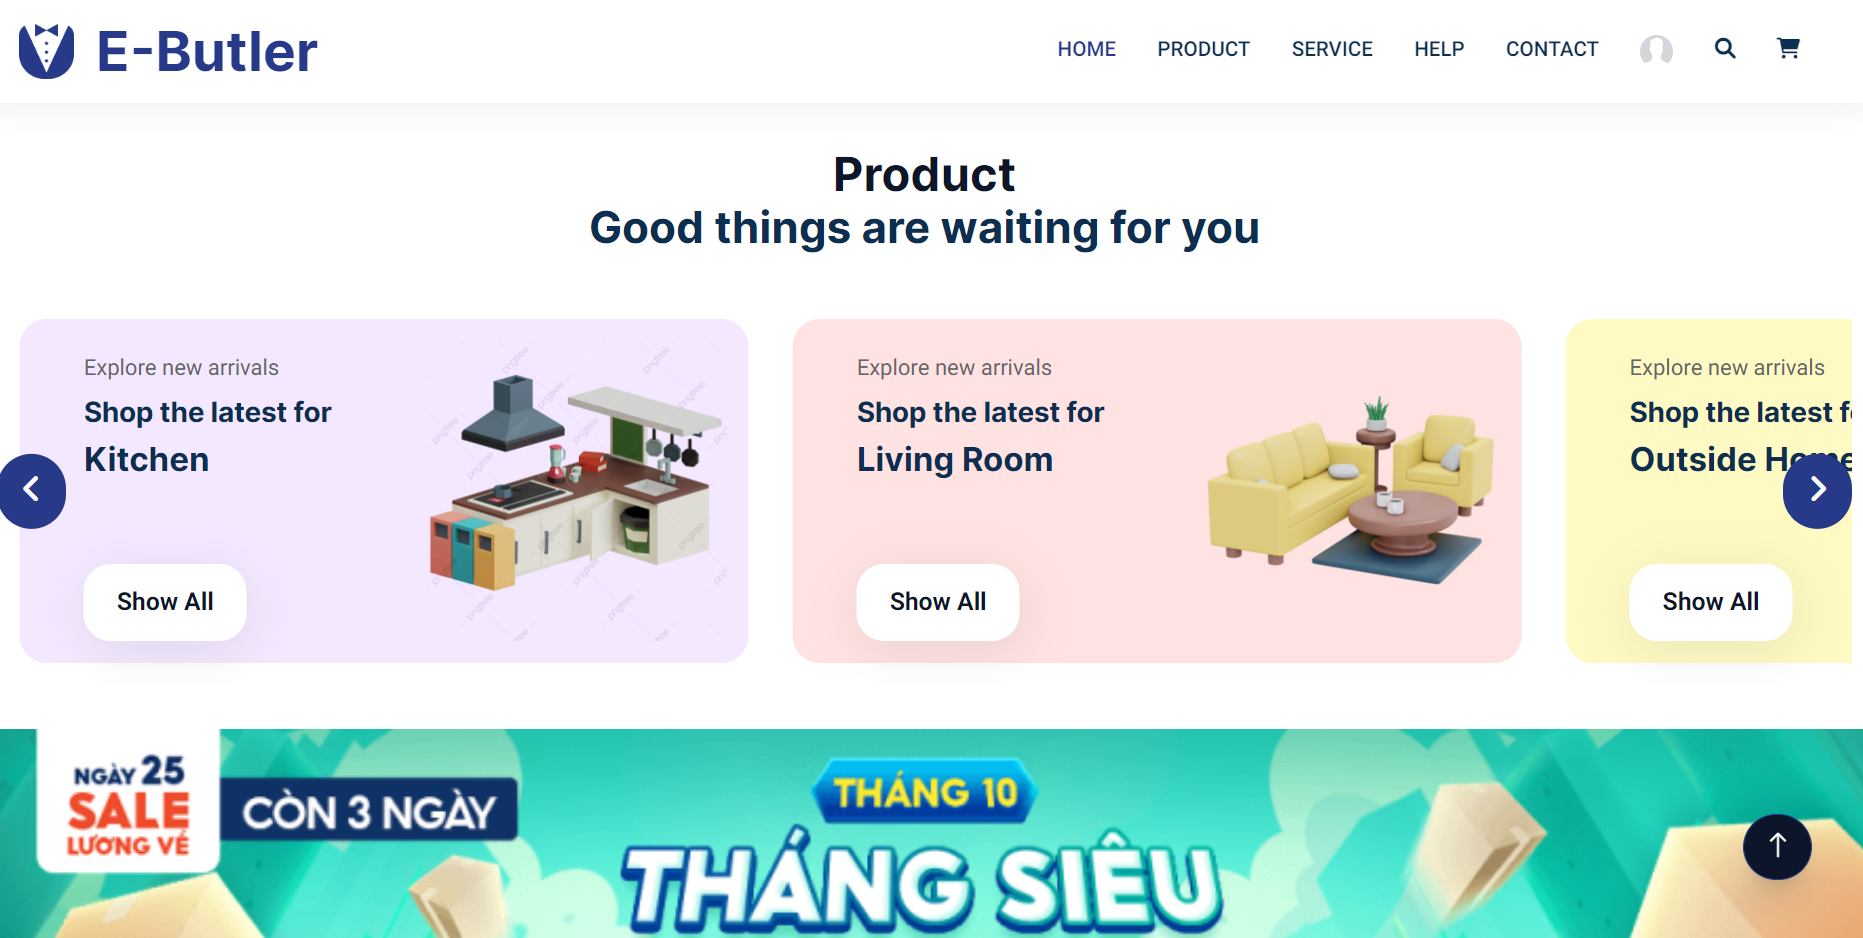 E-Butler
HOME PRODUCT SERVICE HELP CONTACT
Product
Good things are waiting for you
Explore new arrivals
Shop the latest for
Kitchen
Show All
pngtree
Explore new arrivals
Shop the latest for
Living Room
Show All
Explore new arrivals
Shop the latest f
Outside Home
Show All
NGÀY 25
SALE
LƯƠNG VỀ
CÒN 3 NGÀY
THÁNG 10
THÁNG SIÊU